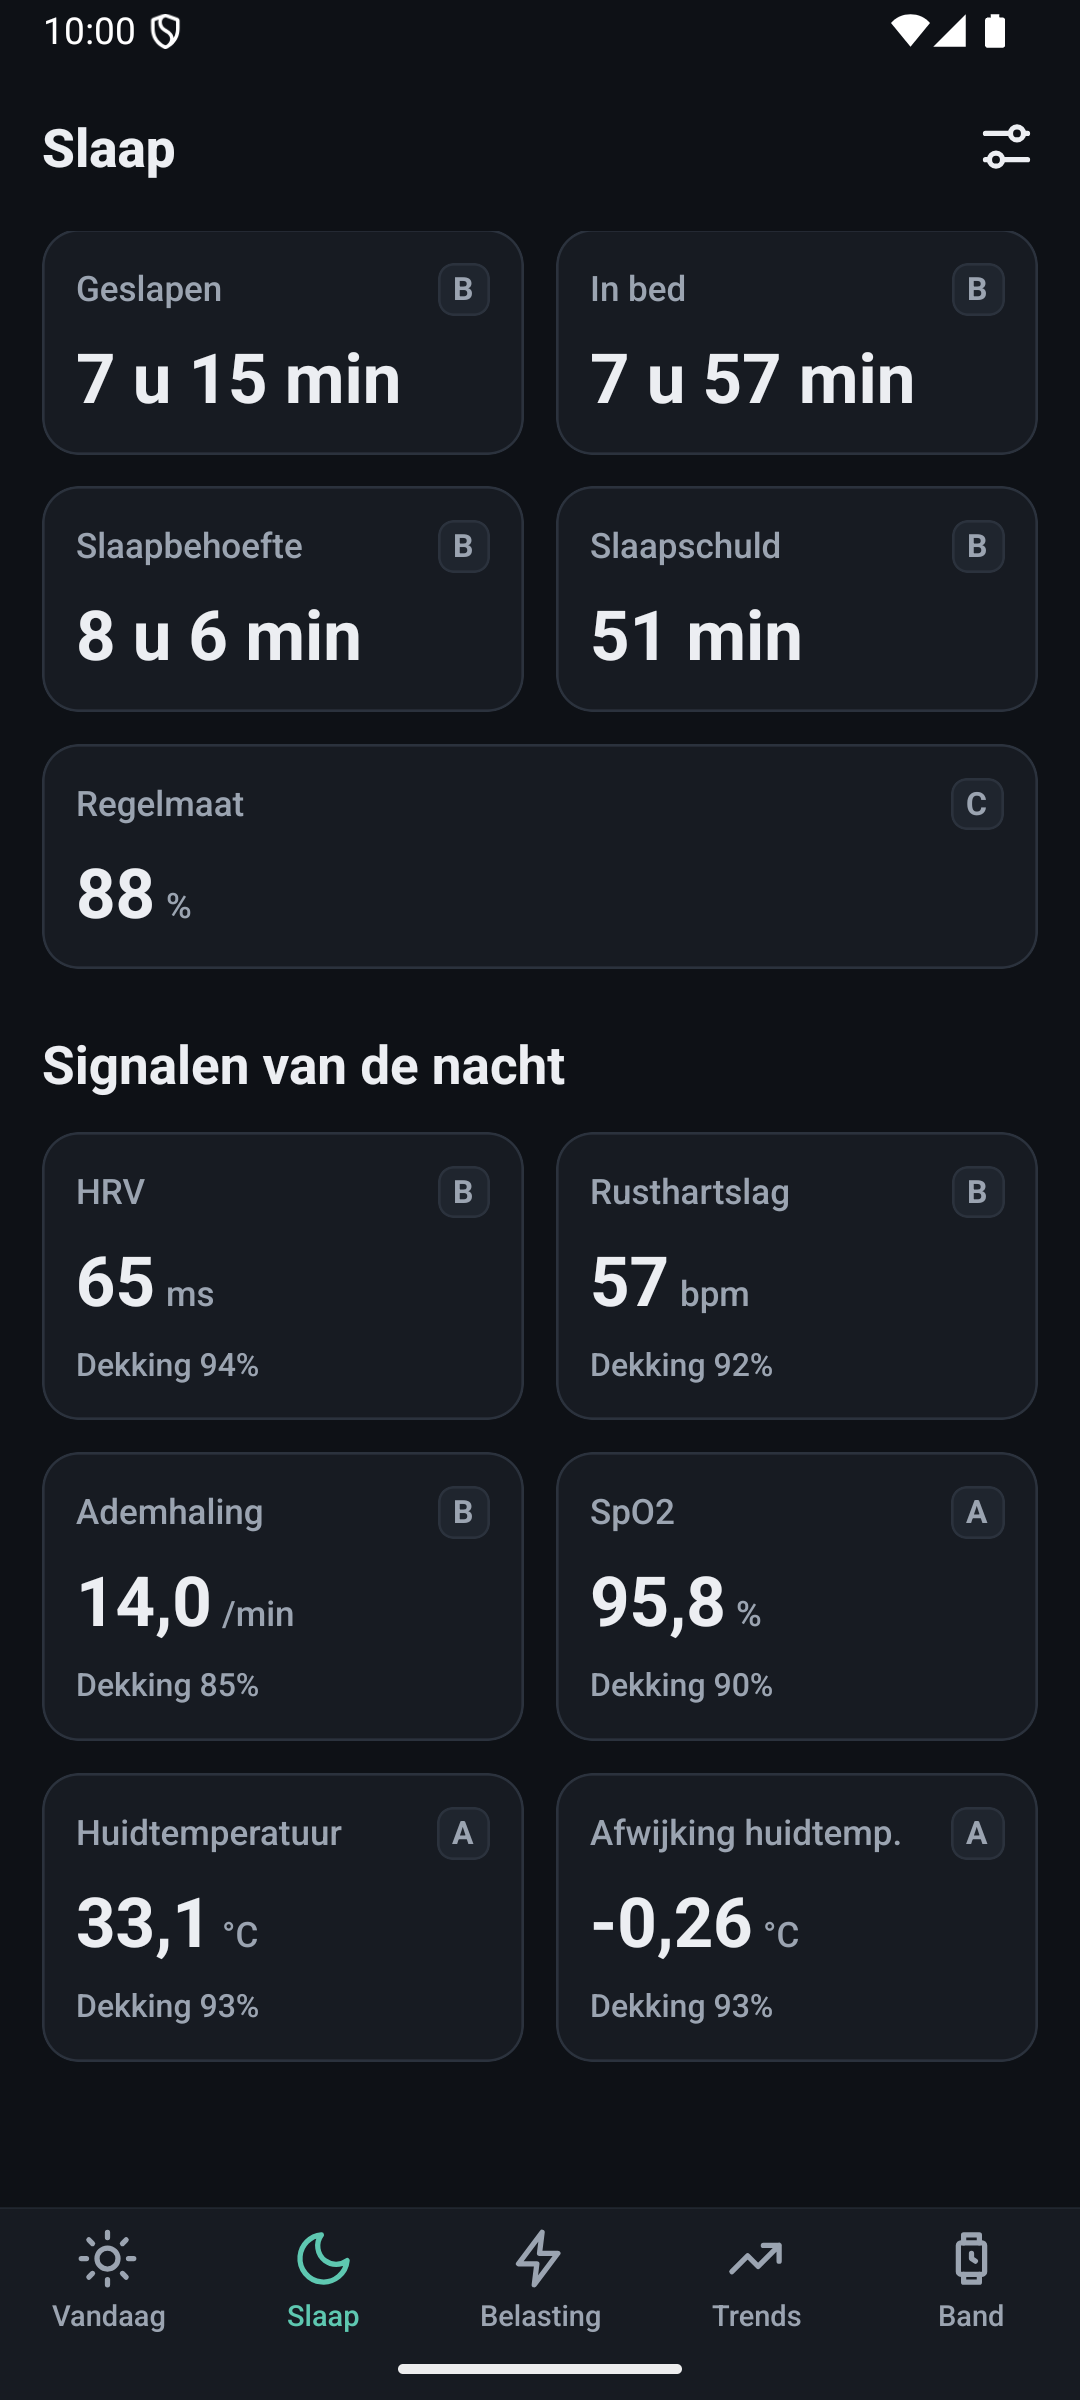 10:00
Slaap
Geslapen B
7 u 15 min
In bed B
7 u 57 min
Slaapbehoefte B
8 u 6 min
Slaapschuld B
51 min
Regelmaat C
88 %
Signalen van de nacht
HRV B
65 ms
Dekking 94%
Rusthartslag B
57 bpm
Dekking 92%
Ademhaling B
14,0 /min
Dekking 85%
SpO2 A
95,8 %
Dekking 90%
Huidtemperatuur A
33,1 °C
Dekking 93%
Afwijking huidtemp. A
-0,26 °C
Dekking 93%
Vandaag
Slaap
Belasting
Trends
Band